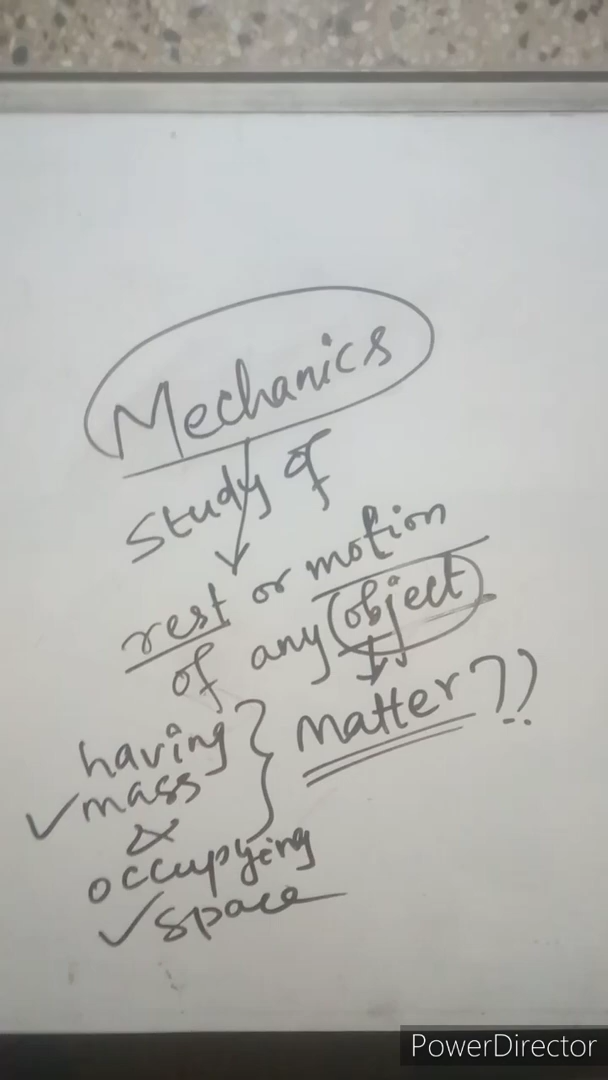 Mechanics
Study of
rest or motion
of any object
matter??
having
✓mass
&
occupying
✓space
PowerDirector